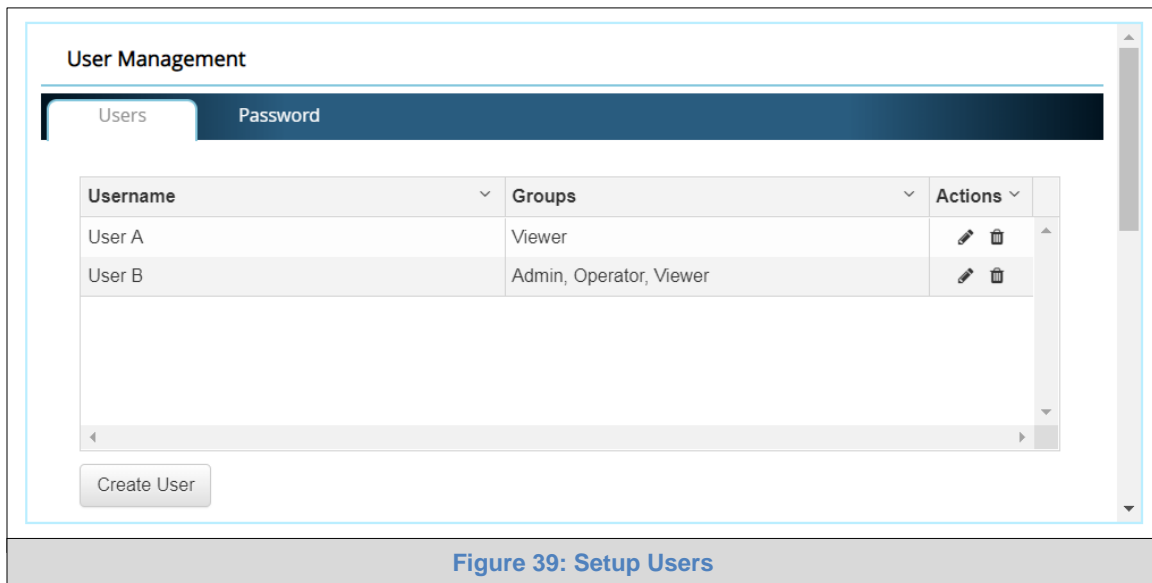 User Management
Users Password
Username Groups Actions
User A Viewer
User B Admin, Operator, Viewer
Create User
Figure 39: Setup Users